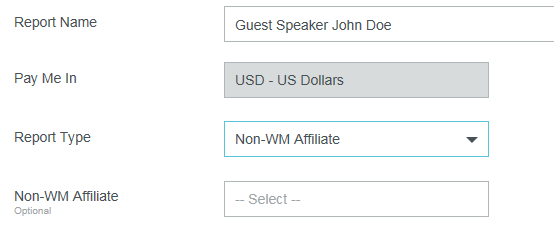 Report Name
Guest Speaker John Doe
Pay Me In
USD - US Dollars
Report Type
Non-WM Affiliate
Non-WM Affiliate
Optional
-- Select --